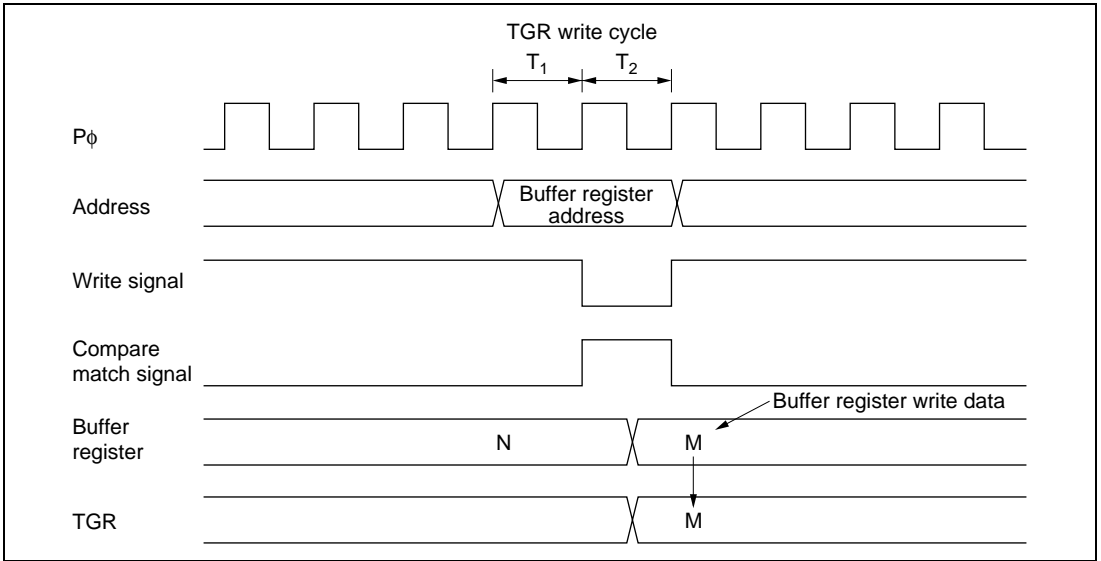 TGR write cycle
T1 T2
Pϕ
Address
Buffer register
address
Write signal
Compare
match signal
Buffer register write data
Buffer
register
N M
TGR
M